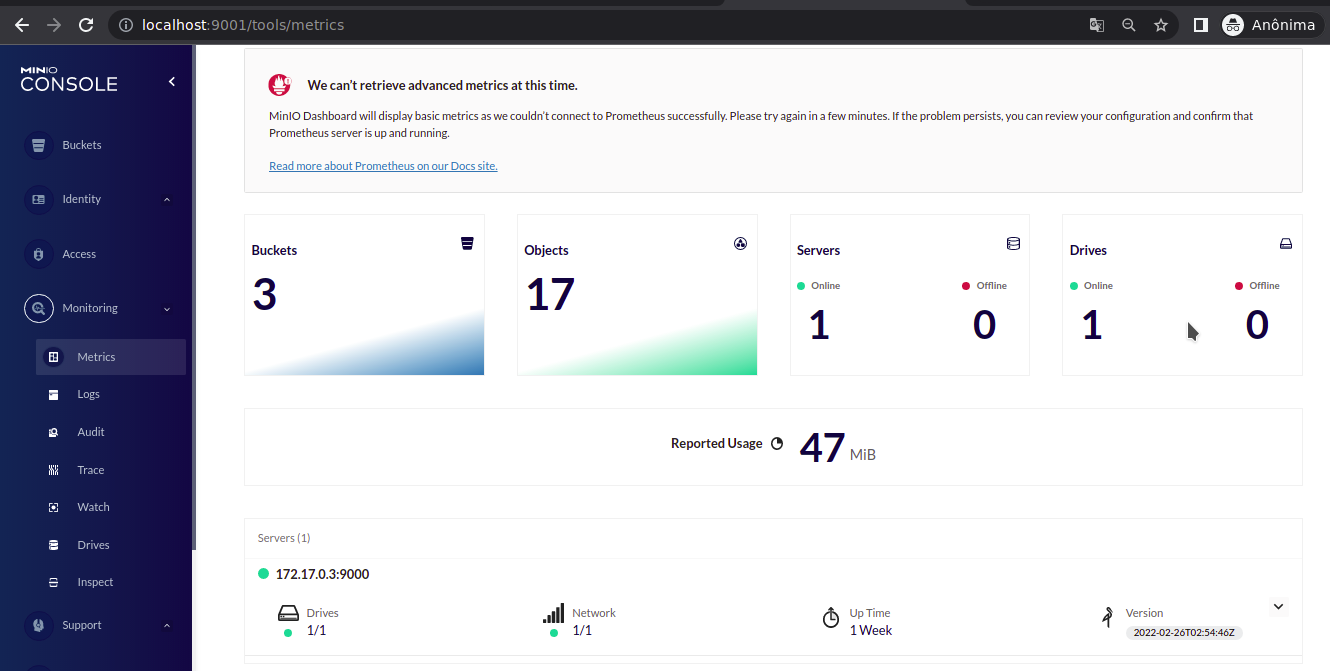 localhost:9001/tools/metrics
Anônima
MINIO
CONSOLE
Buckets
Identity
Access
Monitoring
Metrics
Logs
Audit
Trace
Watch
Drives
Inspect
Support
We can't retrieve advanced metrics at this time.
MinIO Dashboard will display basic metrics as we couldn't connect to Prometheus successfully. Please try again in a few minutes. If the problem persists, you can review your configuration and confirm that
Prometheus server is up and running.
Read more about Prometheus on our Docs site.
Buckets
3
Objects
17
Servers
Online Offline
1 0
Drives
Online Offline
1 0
Reported Usage 47 MiB
Servers (1)
172.17.0.3:9000
Drives
1/1
Network
1/1
Up Time
1 Week
Version
2022-02-26T02:54:46Z